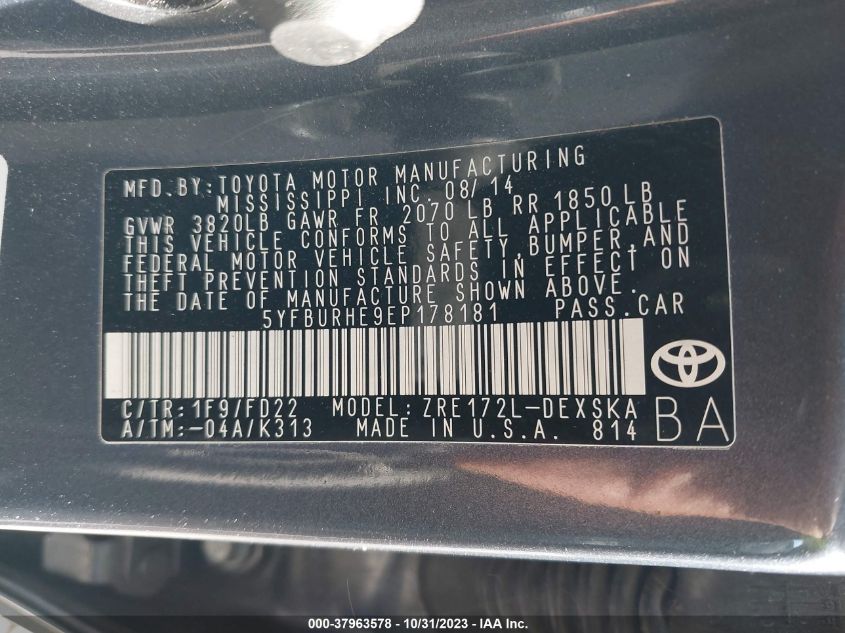 MFD. BY: TOYOTA MOTOR MANUFACTURING
MISSISSIPPI INC. 08/14
GVWR 3820LB GAWR FR 2070 LB RR 1850 LB
THIS VEHICLE CONFORMS TO ALL APPLICABLE
FEDERAL MOTOR VEHICLE SAFETY, BUMPER, AND
THEFT PREVENTION STANDARDS IN EFFECT ON
THE DATE OF MANUFACTURE SHOWN ABOVE.
5YFBURHE9EP178181 PASS. CAR
C/TR: 1F9/FD22 MODEL: ZRE172L-DEXSKA
A/TM: -04A/K313 MADE IN U.S.A. 814
BA
000-37963578 - 10/31/2023 - © IAA Inc.